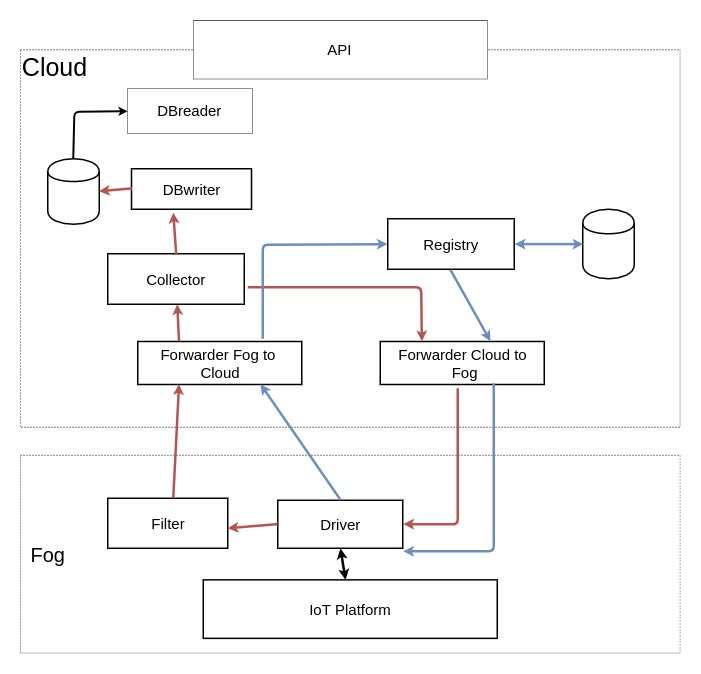 API
Cloud
DBreader
DBwriter
Registry
Collector
Forwarder Fog to
Cloud
Forwarder Cloud to
Fog
Filter
Driver
Fog
IoT Platform